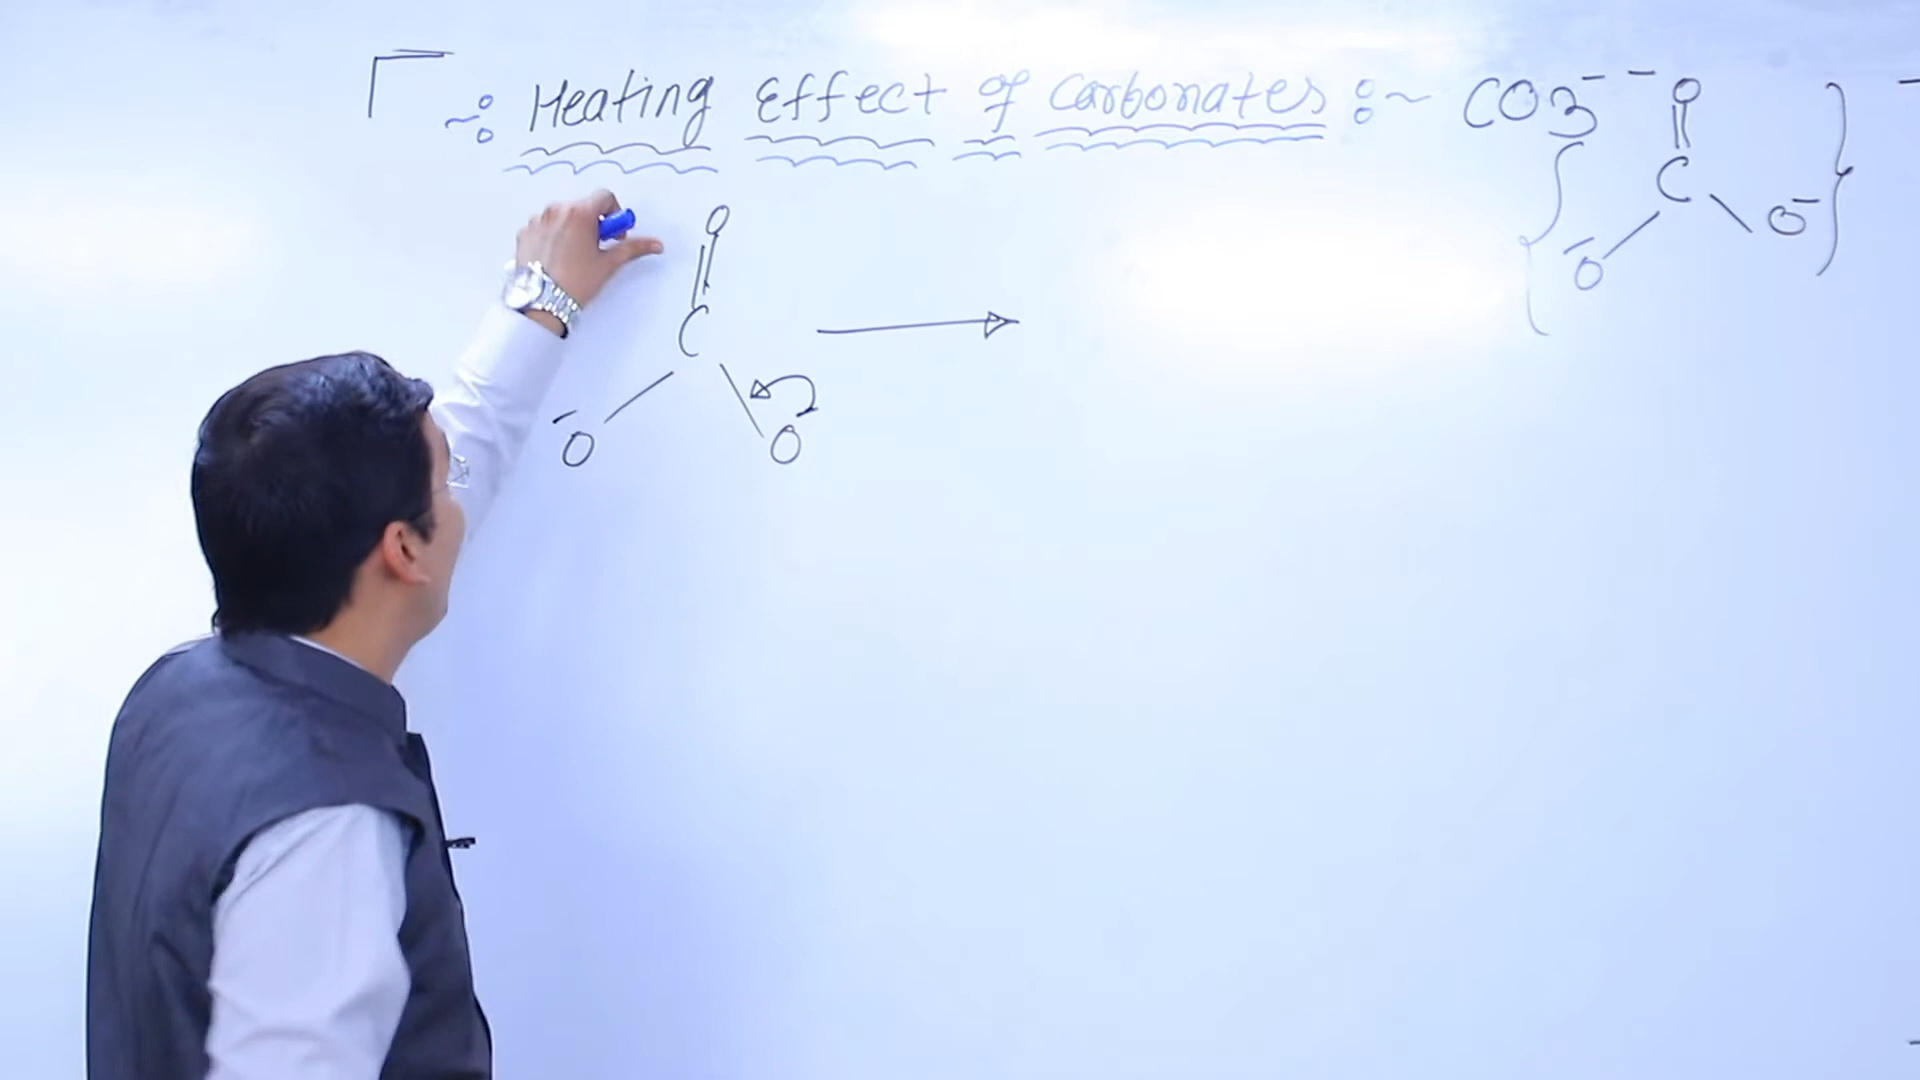 ~: Heating Effect of Carbonates :~ CO3--
O
C
-O O-
O
C
-O O